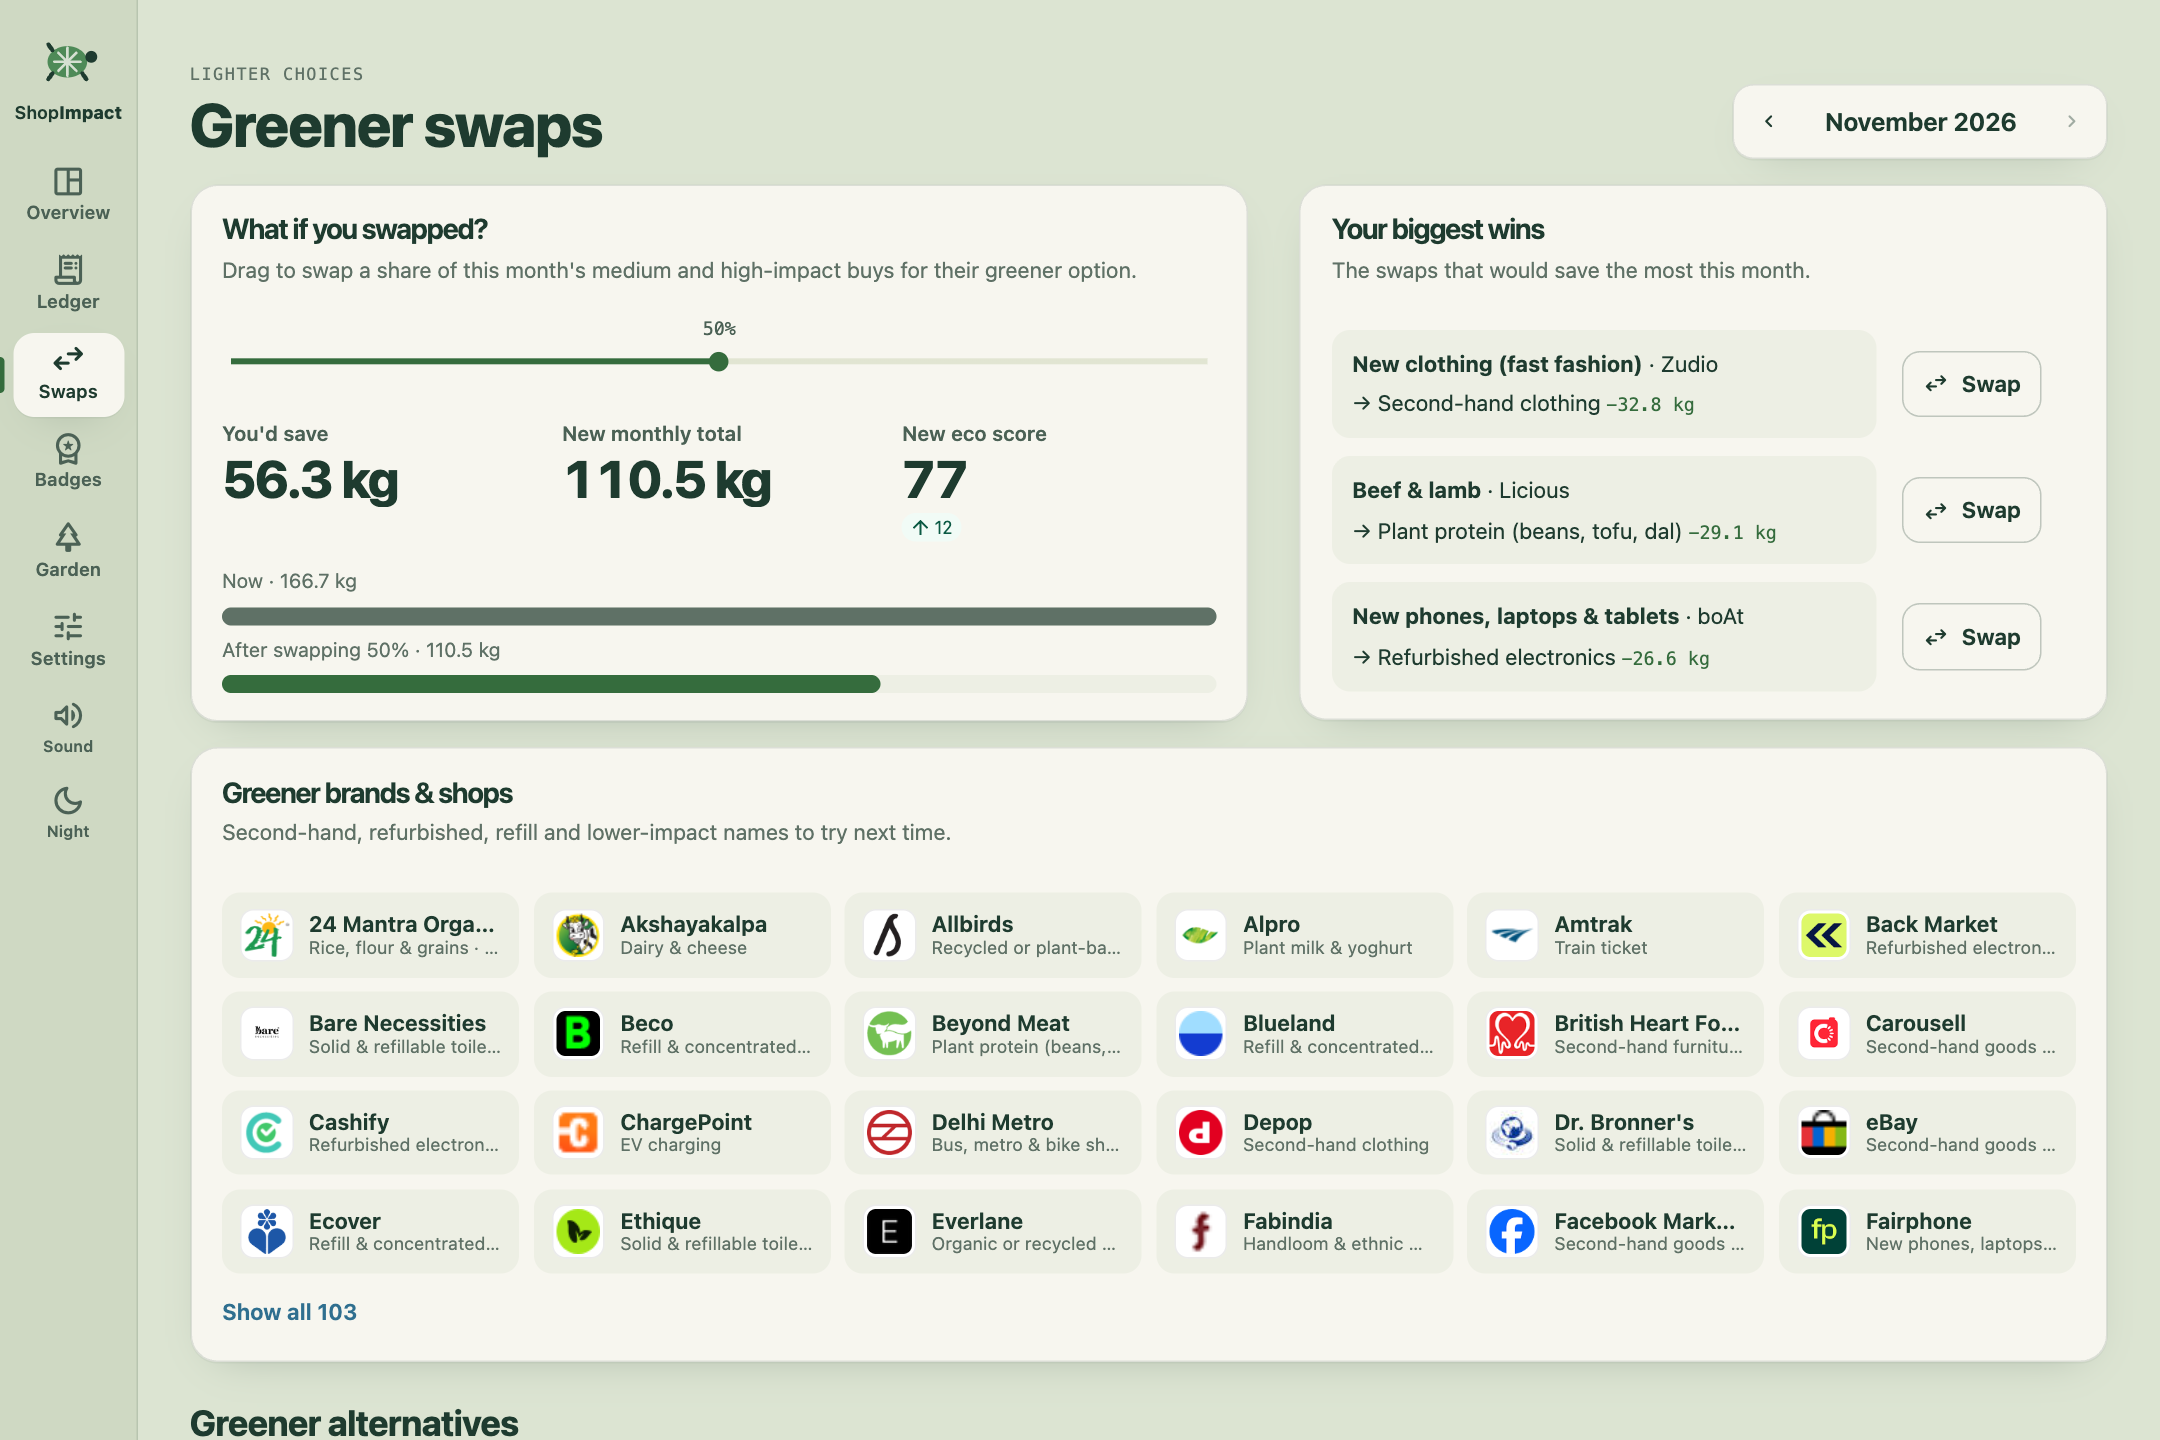 ShopImpact
Overview
Ledger
Swaps
Badges
Garden
Settings
Sound
Night
LIGHTER CHOICES
Greener swaps
November 2026
What if you swapped?
Drag to swap a share of this month's medium and high-impact buys for their greener option.
50%
You'd save
56.3 kg
New monthly total
110.5 kg
New eco score
77
↑ 12
Now · 166.7 kg
After swapping 50% · 110.5 kg
Your biggest wins
The swaps that would save the most this month.
New clothing (fast fashion) · Zudio
→ Second-hand clothing −32.8 kg
Swap
Beef & lamb · Licious
→ Plant protein (beans, tofu, dal) −29.1 kg
Swap
New phones, laptops & tablets · boAt
→ Refurbished electronics −26.6 kg
Swap
Greener brands & shops
Second-hand, refurbished, refill and lower-impact names to try next time.
24 Mantra Orga...
Rice, flour & grains · ...
Akshayakalpa
Dairy & cheese
Allbirds
Recycled or plant-ba...
Alpro
Plant milk & yoghurt
Amtrak
Train ticket
Back Market
Refurbished electron...
Bare Necessities
Solid & refillable toile...
Beco
Refill & concentrated...
Beyond Meat
Plant protein (beans,...
Blueland
Refill & concentrated...
British Heart Fo...
Second-hand furnitu...
Carousell
Second-hand goods ...
Cashify
Refurbished electron...
ChargePoint
EV charging
Delhi Metro
Bus, metro & bike sh...
Depop
Second-hand clothing
Dr. Bronner's
Solid & refillable toile...
eBay
Second-hand goods ...
Ecover
Refill & concentrated...
Ethique
Solid & refillable toile...
Everlane
Organic or recycled ...
Fabindia
Handloom & ethnic ...
Facebook Mark...
Second-hand goods ...
Fairphone
New phones, laptops...
Show all 103
Greener alternatives